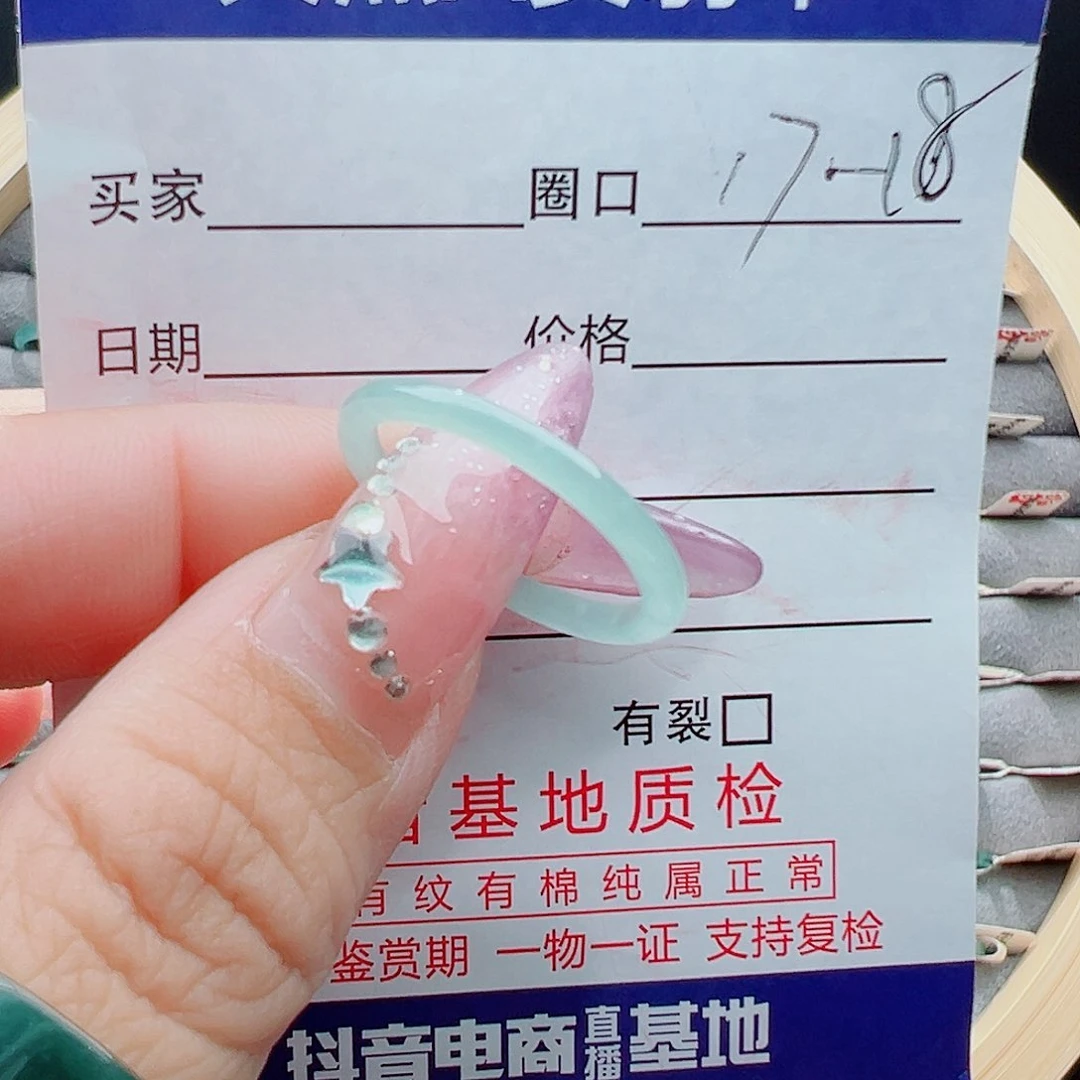 买家 圈口 17-18
日期 价格
有裂
基地质检
有纹有棉纯属正常
鉴赏期 一物一证 支持复检
抖音电商直播基地